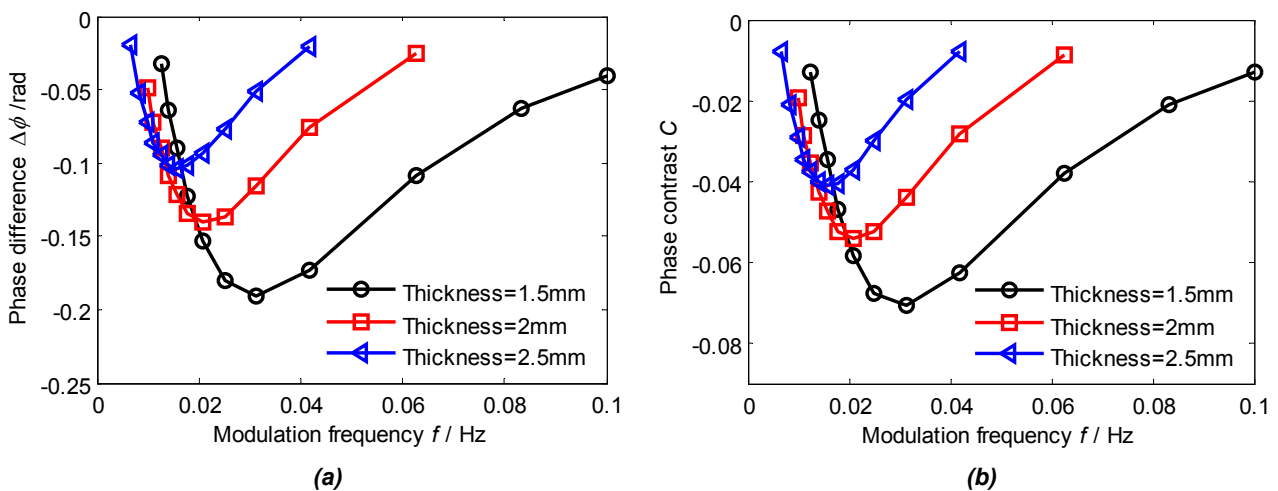 0
-0.05
-0.1
-0.15
-0.2
-0.25
Phase difference Δϕ /rad
Thickness=1.5mm
Thickness=2mm
Thickness=2.5mm
0 0.02 0.04 0.06 0.08 0.1
Modulation frequency f / Hz
(a)
0
-0.02
-0.04
-0.06
-0.08
Phase contrast C
Thickness=1.5mm
Thickness=2mm
Thickness=2.5mm
0 0.02 0.04 0.06 0.08 0.1
Modulation frequency f / Hz
(b)